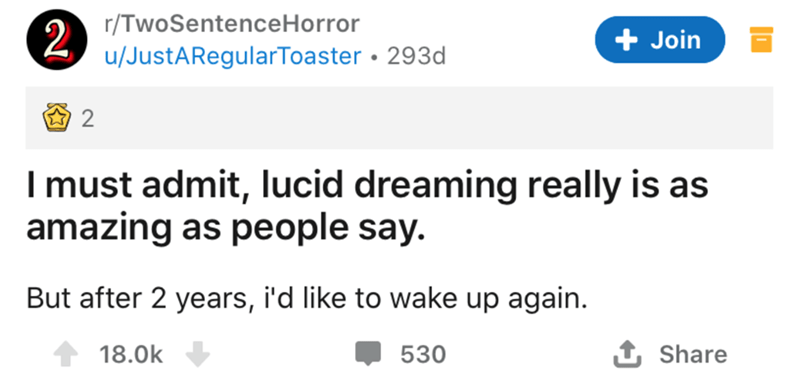 2
r/TwoSentenceHorror
u/JustARegularToaster • 293d
+ Join
2
I must admit, lucid dreaming really is as
amazing as people say.
But after 2 years, i'd like to wake up again.
18.0k
530
Share